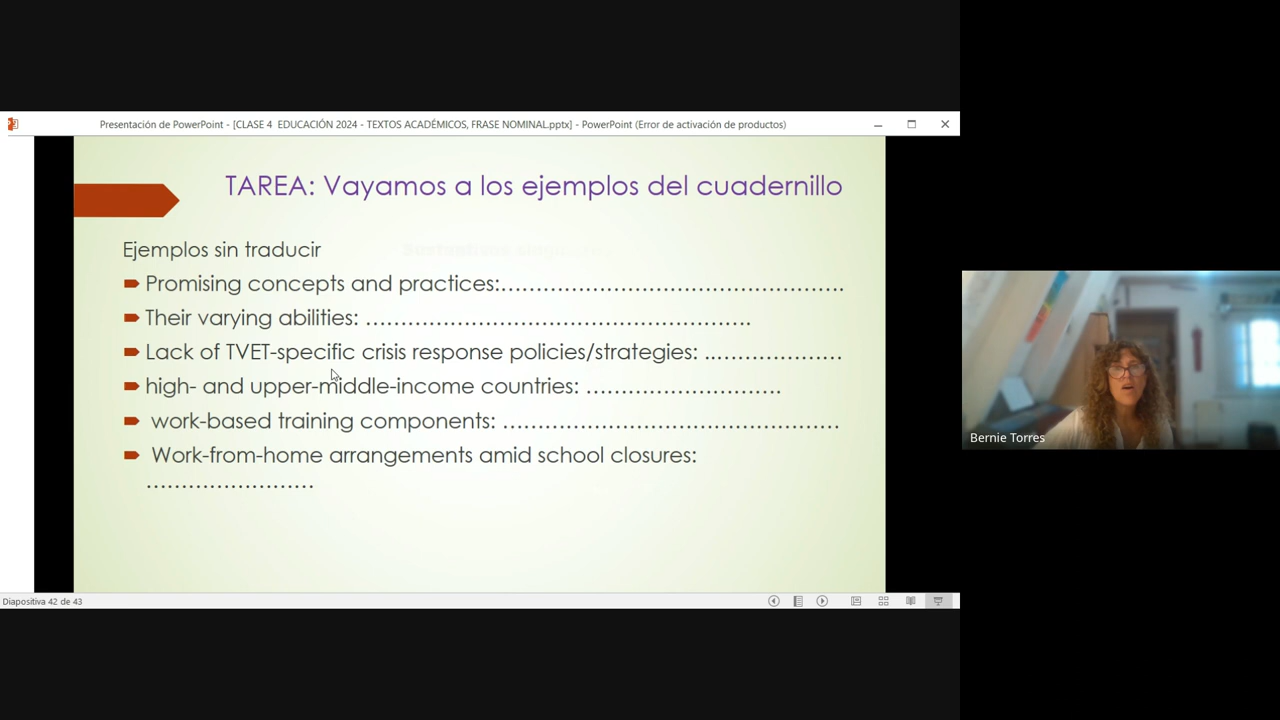 Presentación de PowerPoint - [CLASE 4 EDUCACIÓN 2024 - TEXTOS ACADÉMICOS, FRASE NOMINAL.pptx] - PowerPoint (Error de activación de productos)
TAREA: Vayamos a los ejemplos del cuadernillo
Ejemplos sin traducir
Promising concepts and practices:……………………………………………….
Their varying abilities: …………………………………………………….
Lack of TVET-specific crisis response policies/strategies: ..………………
high- and upper-middle-income countries: ………………………….
work-based training components: …………………………………………
Work-from-home arrangements amid school closures:
……………………
Bernie Torres
Diapositiva 42 de 43